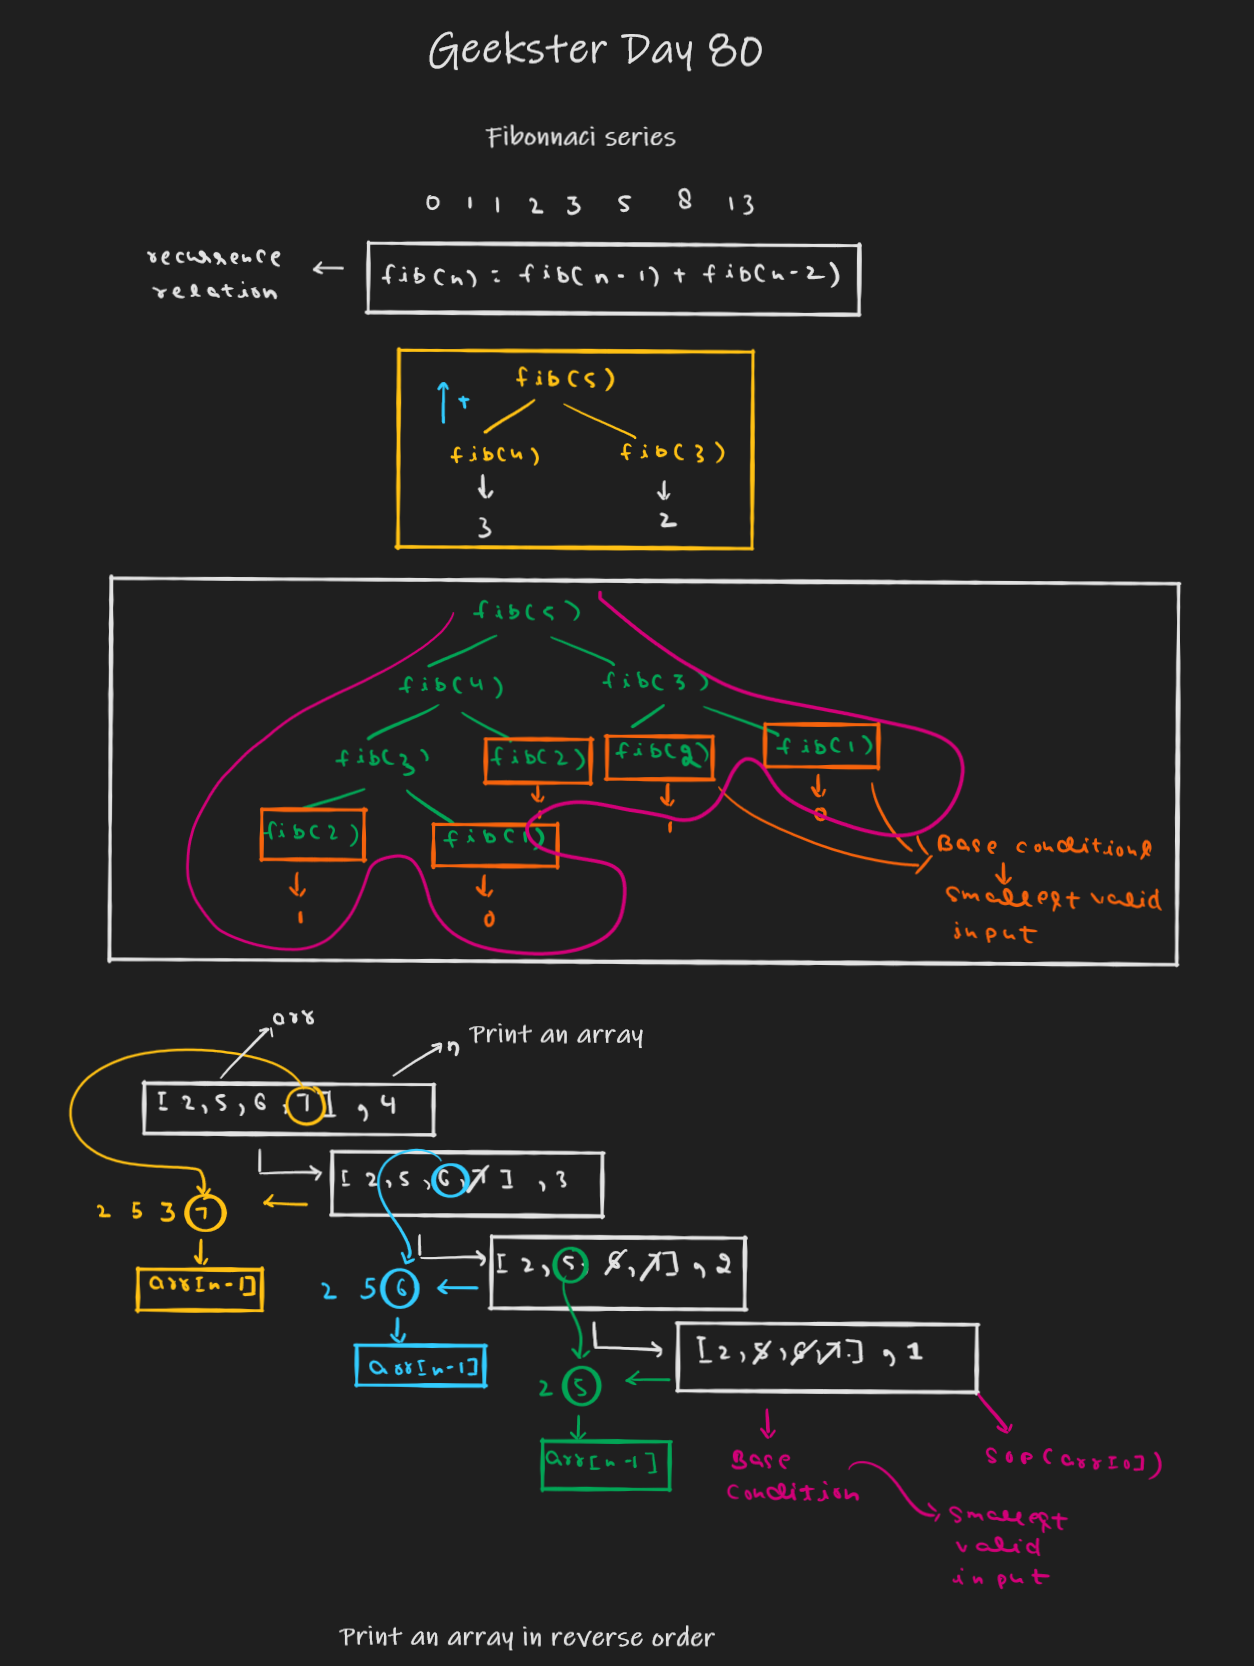 Geekster Day 80
Fibonnaci series
0 1 1 2 3 5 8 13
recurrence
relation
fib(n) = fib(n-1) + fib(n-2)
fib(5)
+
fib(4) fib(3)
3 2
fib(5)
fib(4) fib(3)
fib(3) fib(2) fib(2) fib(1)
fib(2) fib(1) 1 1 0
1 0
Base conditions
smallest valid
input
arr
n
Print an array
[2,5,6,7], 4
[2,5,6,7], 3
2 5 3 7
arr[n-1]
[2,5,6,7], 2
2 5 6
arr[n-1]
[2,5,6,7], 1
2 5
arr[n-1]
Base
condition
SOP(arr[0])
smallest
valid
input
Print an array in reverse order